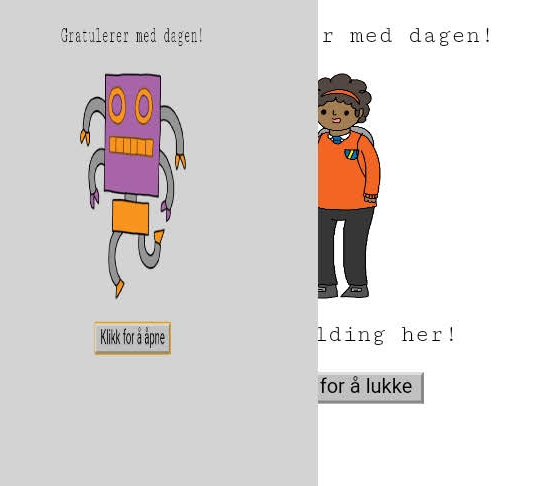 Gratulerer med dagen!
r med dagen!
Klikk for å åpne
lding her!
for å lukke